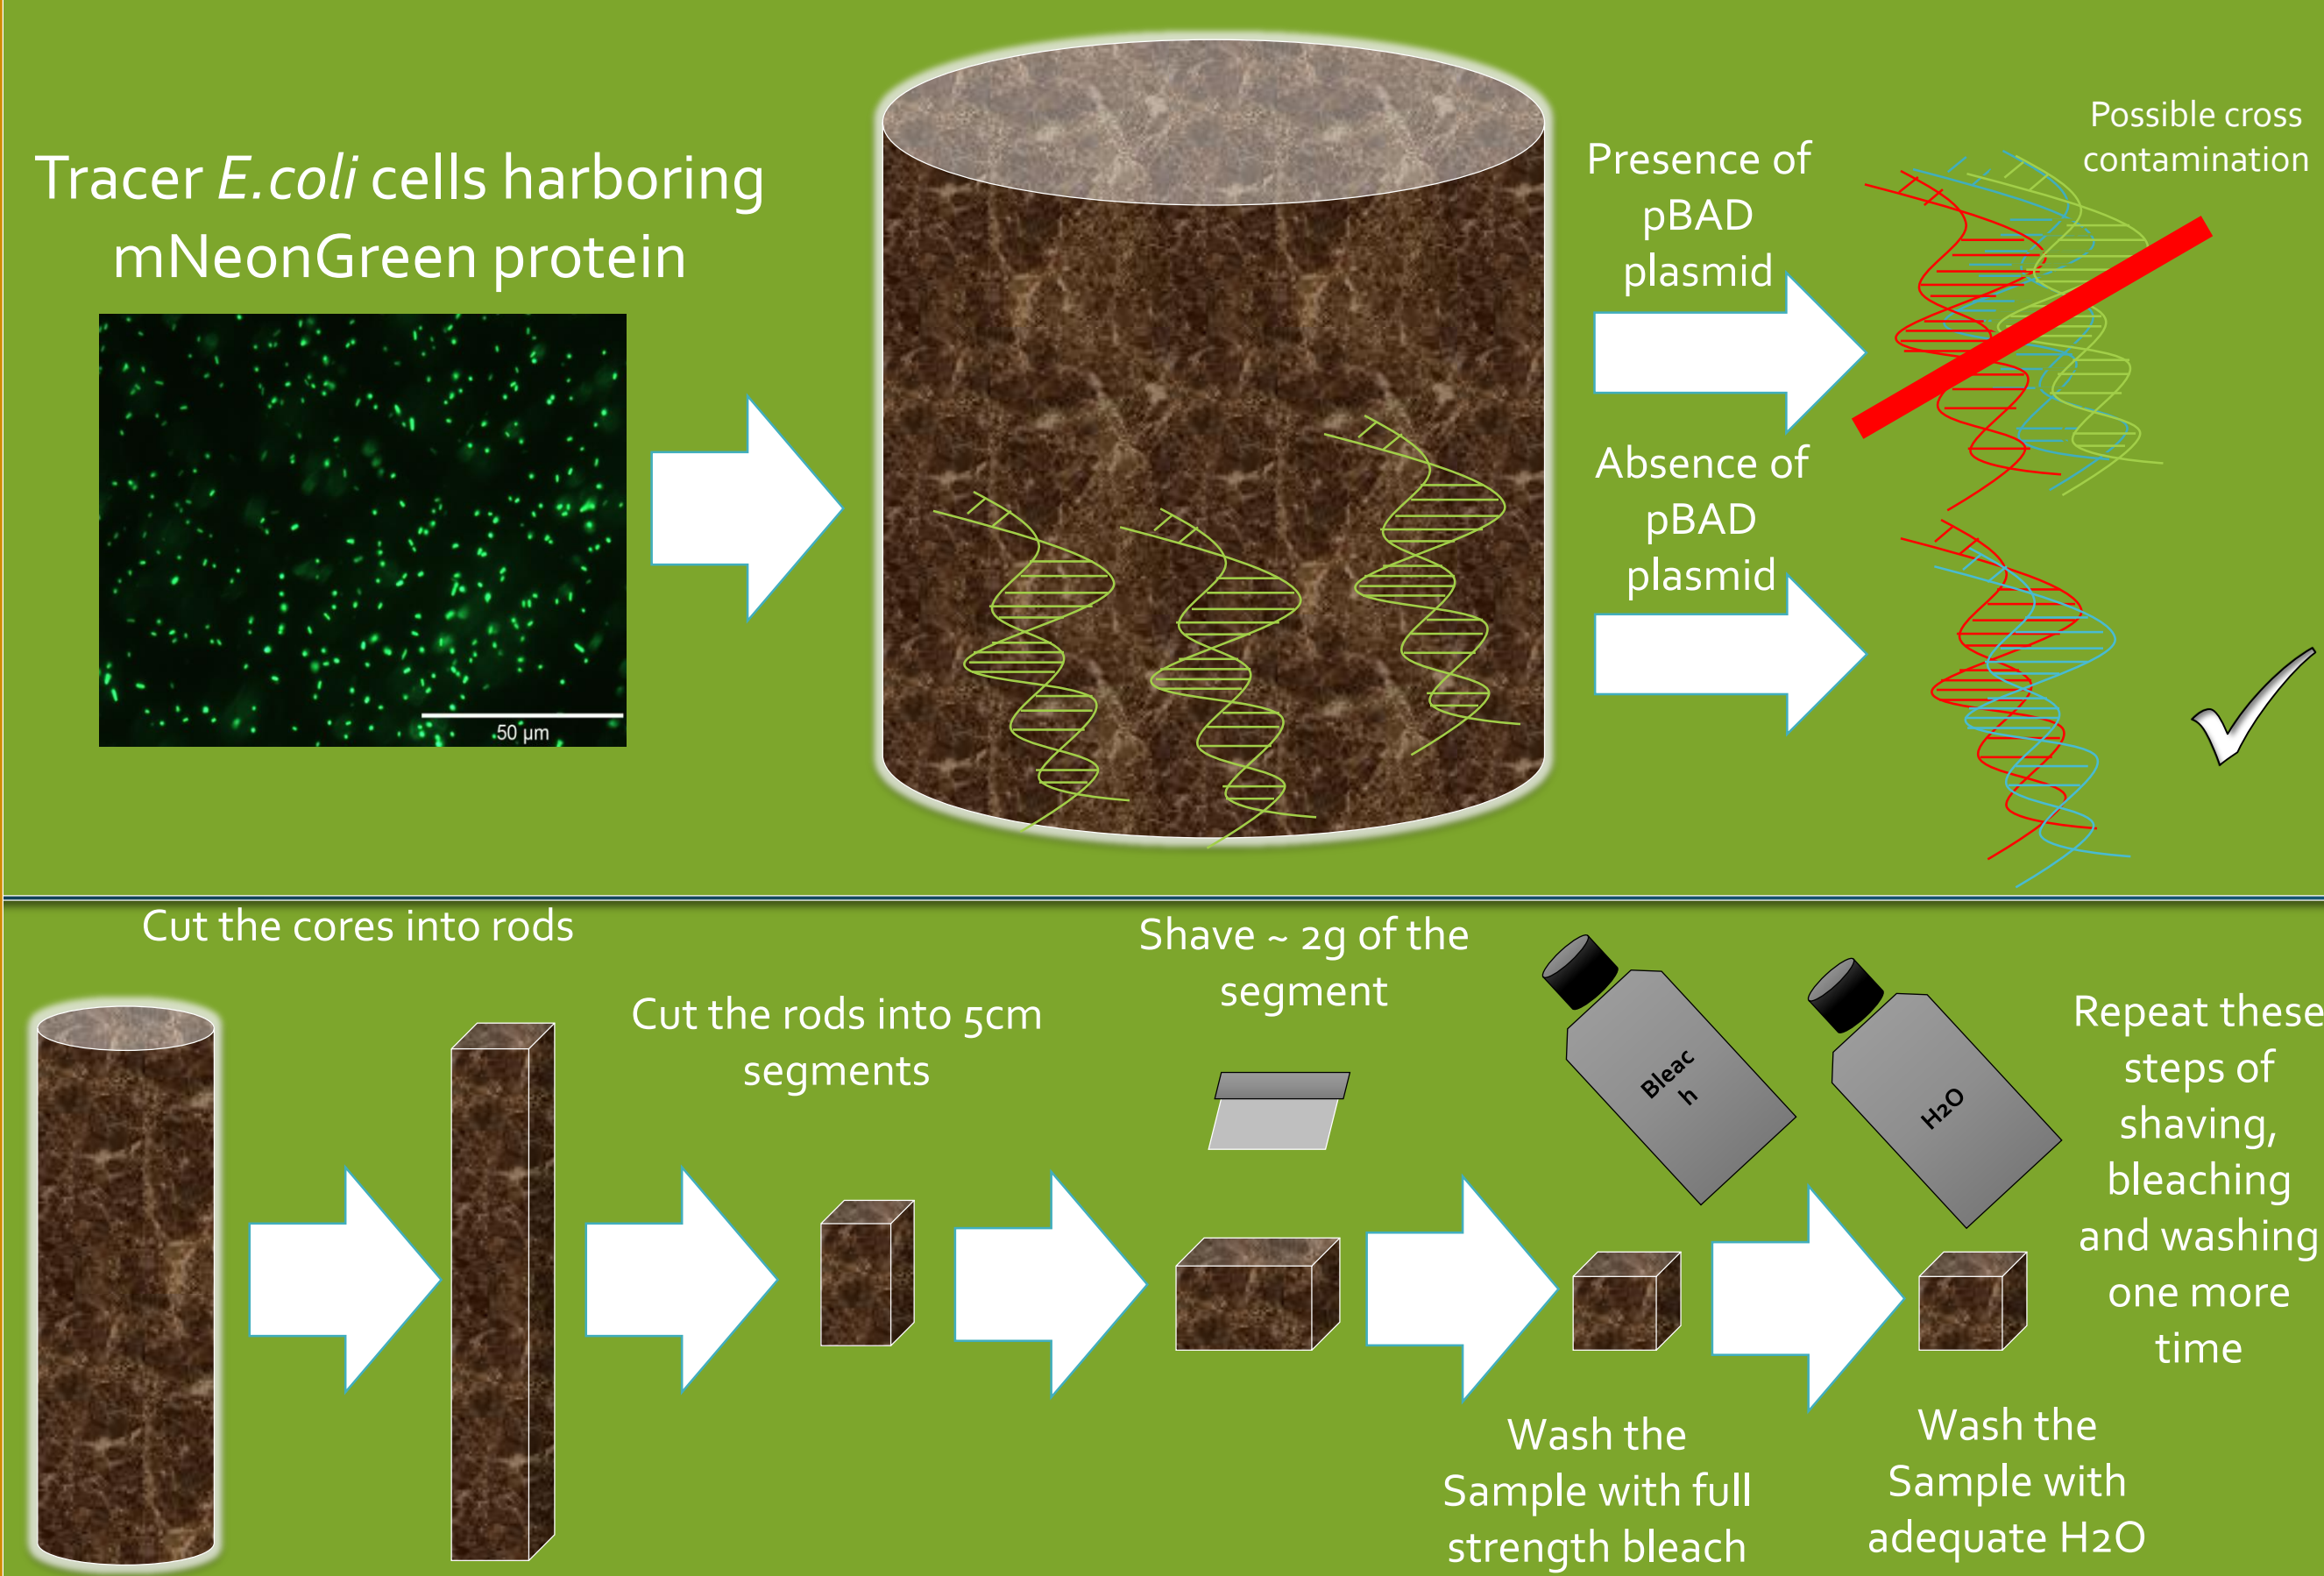 Tracer E.coli cells harboring
mNeonGreen protein
50 µm
Presence of
pBAD
plasmid
Possible cross
contamination
Absence of
pBAD
plasmid
Cut the cores into rods
Cut the rods into 5cm
segments
Shave ~ 2g of the
segment
Bleac
h
Wash the
Sample with full
strength bleach
H2O
Wash the
Sample with
adequate H2O
Repeat these
steps of
shaving,
bleaching
and washing
one more
time